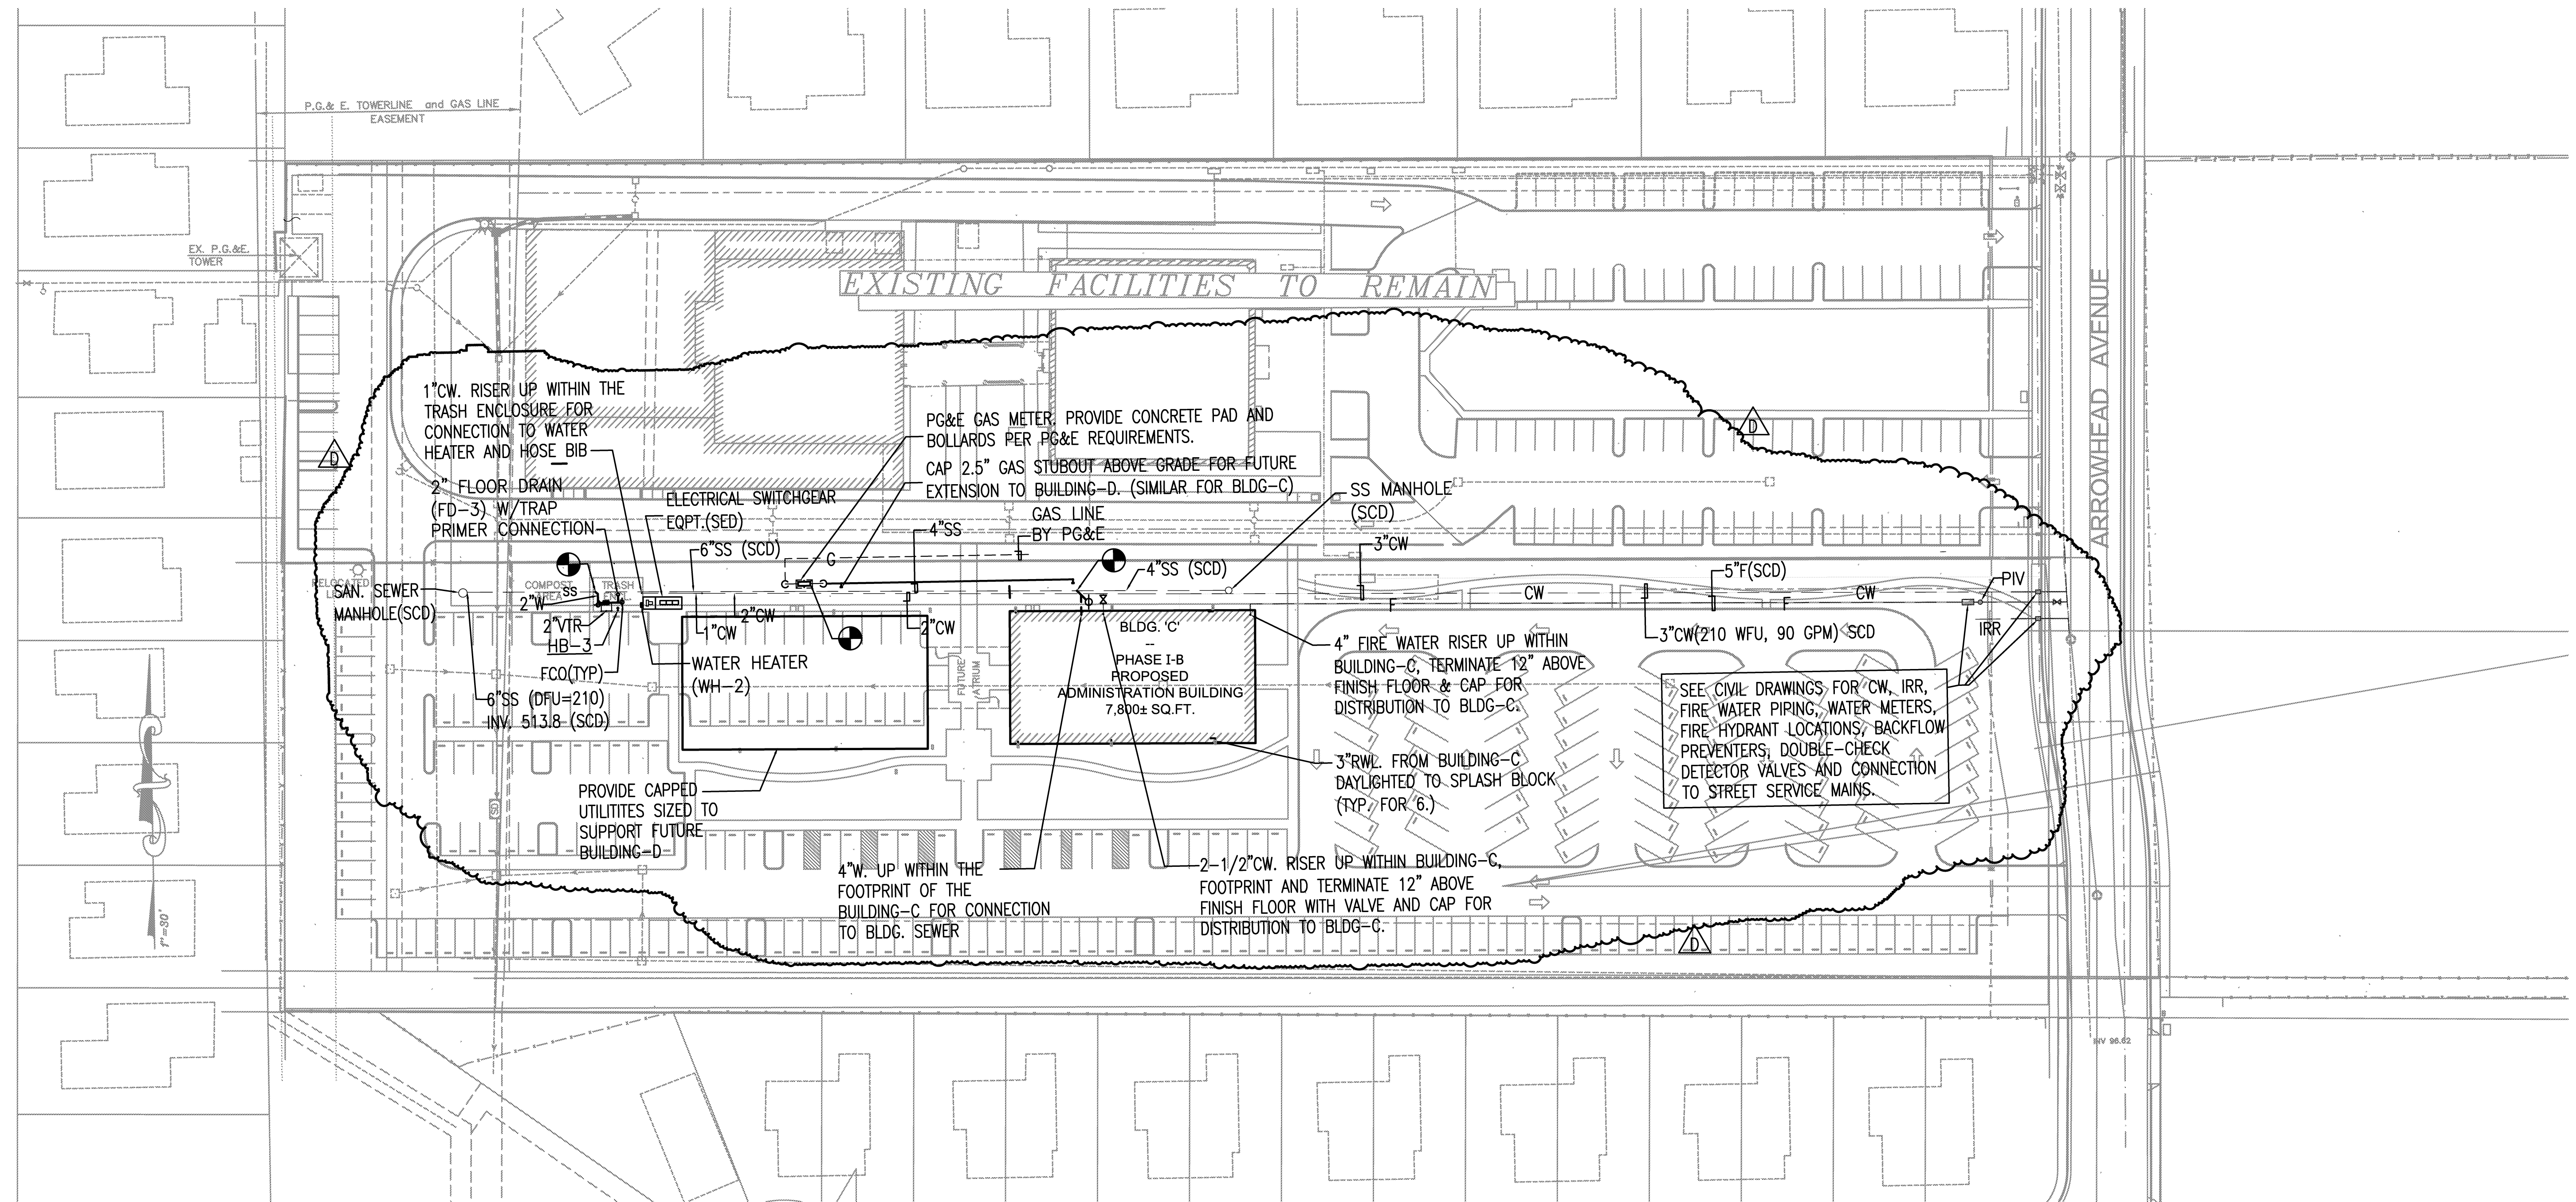 P.G.& E. TOWERLINE and GAS LINE
EASEMENT
EX. P.G.&E.
TOWER
EXISTING FACILITIES TO REMAIN
ARROWHEAD AVENUE
1"CW. RISER UP WITHIN THE
TRASH ENCLOSURE FOR
CONNECTION TO WATER
HEATER AND HOSE BIB
D
2" FLOOR DRAIN
(FD-3) W/TRAP
PRIMER CONNECTION
ELECTRICAL SWITCHGEAR
EQPT.(SED)
PG&E GAS METER. PROVIDE CONCRETE PAD AND
BOLLARDS PER PG&E REQUIREMENTS.
CAP 2.5" GAS STUBOUT ABOVE GRADE FOR FUTURE
EXTENSION TO BUILDING-D. (SIMILAR FOR BLDG-C)
GAS LINE
BY PG&E
SS MANHOLE
(SCD)
D
4"SS
6"SS (SCD)
G
3"CW
4"SS (SCD)
5"F(SCD)
PIV
RELOCATED
SAN. SEWER
MANHOLE(SCD)
COMPOST
AREA
SS
TRASH
ENCL.
2"W
2"VTR
HB-3
FCO(TYP)
1"CW
2"CW
2"CW
F
CW
F
CW
IRR
3"CW(210 WFU, 90 GPM) SCD
6"SS (DFU=210)
INV. 513.8 (SCD)
WATER HEATER
(WH-2)
FUTURE
ATRIUM
BLDG. 'C'
--
PHASE I-B
PROPOSED
ADMINISTRATION BUILDING
7,800± SQ.FT.
4" FIRE WATER RISER UP WITHIN
BUILDING-C, TERMINATE 12" ABOVE
FINISH FLOOR & CAP FOR
DISTRIBUTION TO BLDG-C.
SEE CIVIL DRAWINGS FOR CW, IRR,
FIRE WATER PIPING, WATER METERS,
FIRE HYDRANT LOCATIONS, BACKFLOW
PREVENTERS, DOUBLE-CHECK
DETECTOR VALVES AND CONNECTION
TO STREET SERVICE MAINS.
3"RWL. FROM BUILDING-C
DAYLIGHTED TO SPLASH BLOCK
(TYP. FOR 6.)
SD
PROVIDE CAPPED
UTILITITES SIZED TO
SUPPORT FUTURE
BUILDING-D
4"W. UP WITHIN THE
FOOTPRINT OF THE
BUILDING-C FOR CONNECTION
TO BLDG. SEWER
2-1/2"CW. RISER UP WITHIN BUILDING-C,
FOOTPRINT AND TERMINATE 12" ABOVE
FINISH FLOOR WITH VALVE AND CAP FOR
DISTRIBUTION TO BLDG-C.
D
1"=30'
INV 96.62